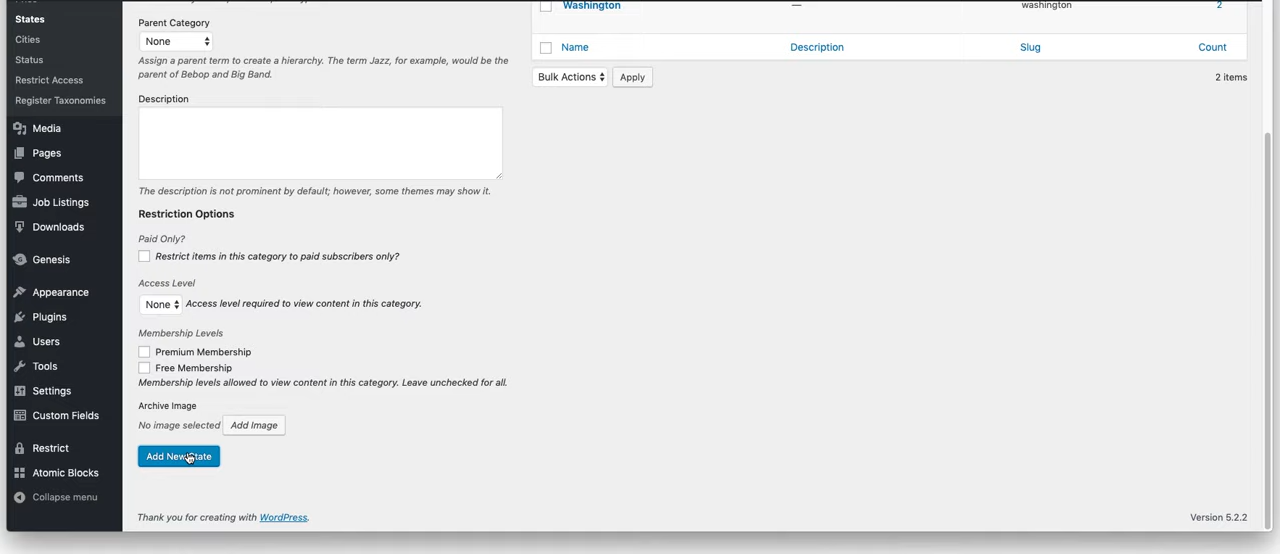 States
Cities
Status
Restrict Access
Register Taxonomies
Media
Pages
Comments
Job Listings
Downloads
Genesis
Appearance
Plugins
Users
Tools
Settings
Custom Fields
Restrict
Atomic Blocks
Collapse menu
Parent Category
None
Assign a parent term to create a hierarchy. The term Jazz, for example, would be the
parent of Bebop and Big Band.
Description
The description is not prominent by default; however, some themes may show it.
Restriction Options
Paid Only?
Restrict items in this category to paid subscribers only?
Access Level
None Access level required to view content in this category.
Membership Levels
Premium Membership
Free Membership
Membership levels allowed to view content in this category. Leave unchecked for all.
Archive Image
No image selected Add Image
Add New State
Washington — washington 2
Name Description Slug Count
Bulk Actions Apply 2 items
Thank you for creating with WordPress. Version 5.2.2